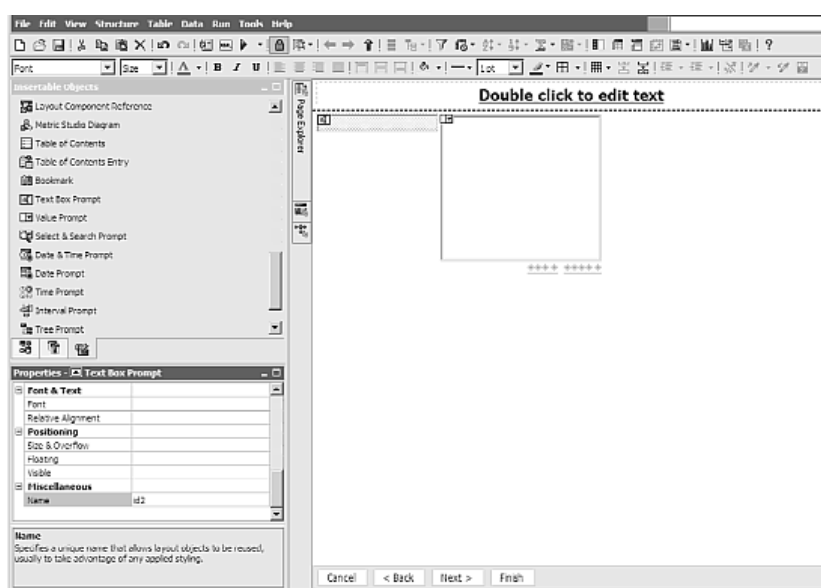 File Edit View Structure Table Data Run Tools Help
Font Size A B I U Lot
Insertable Objects
Layout Component Reference
Metric Studio Diagram
Table of Contents
Table of Contents Entry
Bookmark
Text Box Prompt
Value Prompt
Select & Search Prompt
Date & Time Prompt
Date Prompt
Time Prompt
Interval Prompt
Tree Prompt
Page Explorer
Double click to edit text
Properties - Text Box Prompt
Font & Text
Font
Relative Alignment
Positioning
Size & Overflow
Floating
Visible
Miscellaneous
Name id2
Name
Specifies a unique name that allows layout objects to be reused,
usually to take advantage of any applied styling.
Cancel < Back Next > Finish